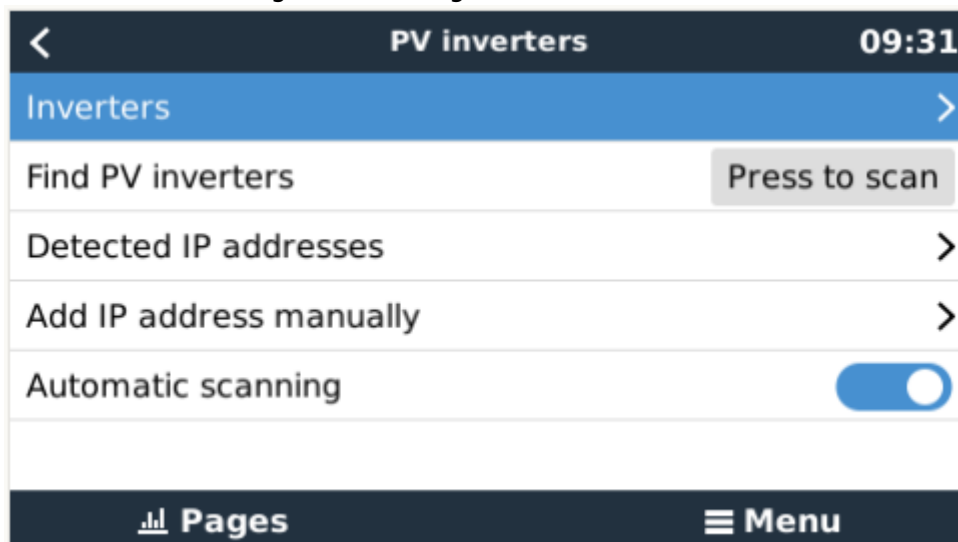 PV inverters 09:31
Inverters
Find PV inverters Press to scan
Detected IP addresses
Add IP address manually
Automatic scanning
Pages Menu